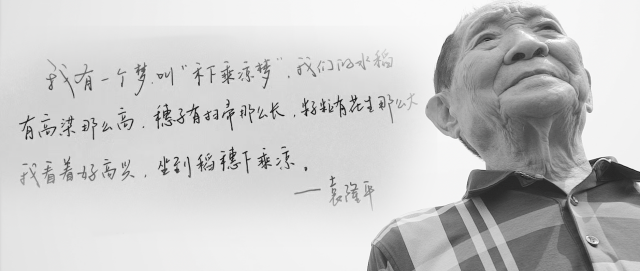 我有一个梦,叫“禾下乘凉梦”,我们的水稻
有高粱那么高,穗子有扫帚那么长,籽粒有花生那么大
我看着好高兴,坐到稻穗下乘凉。
——袁隆平